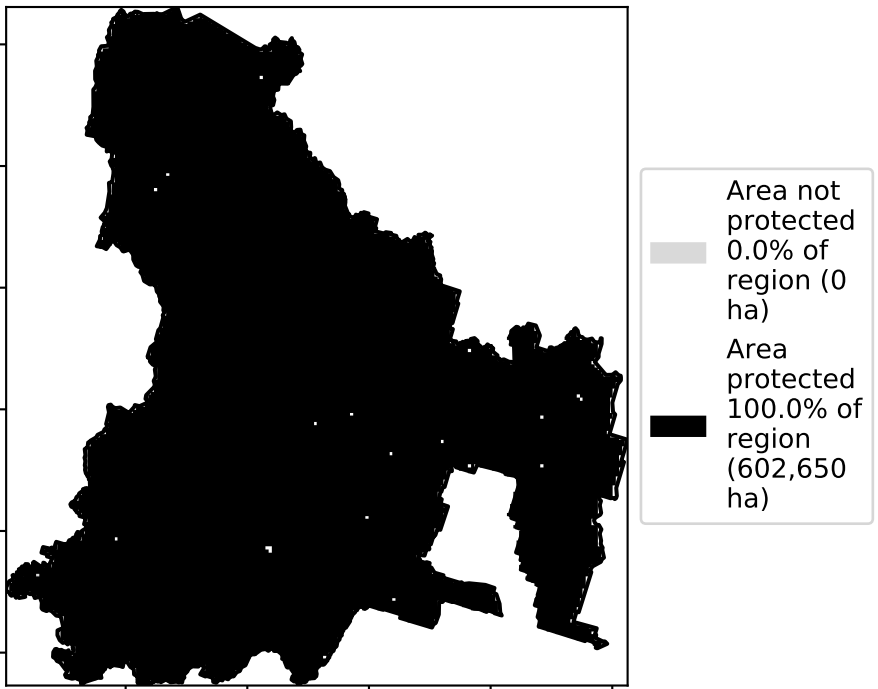 Area not
protected
0.0% of
region (0
ha)
Area
protected
100.0% of
region
(602,650
ha)